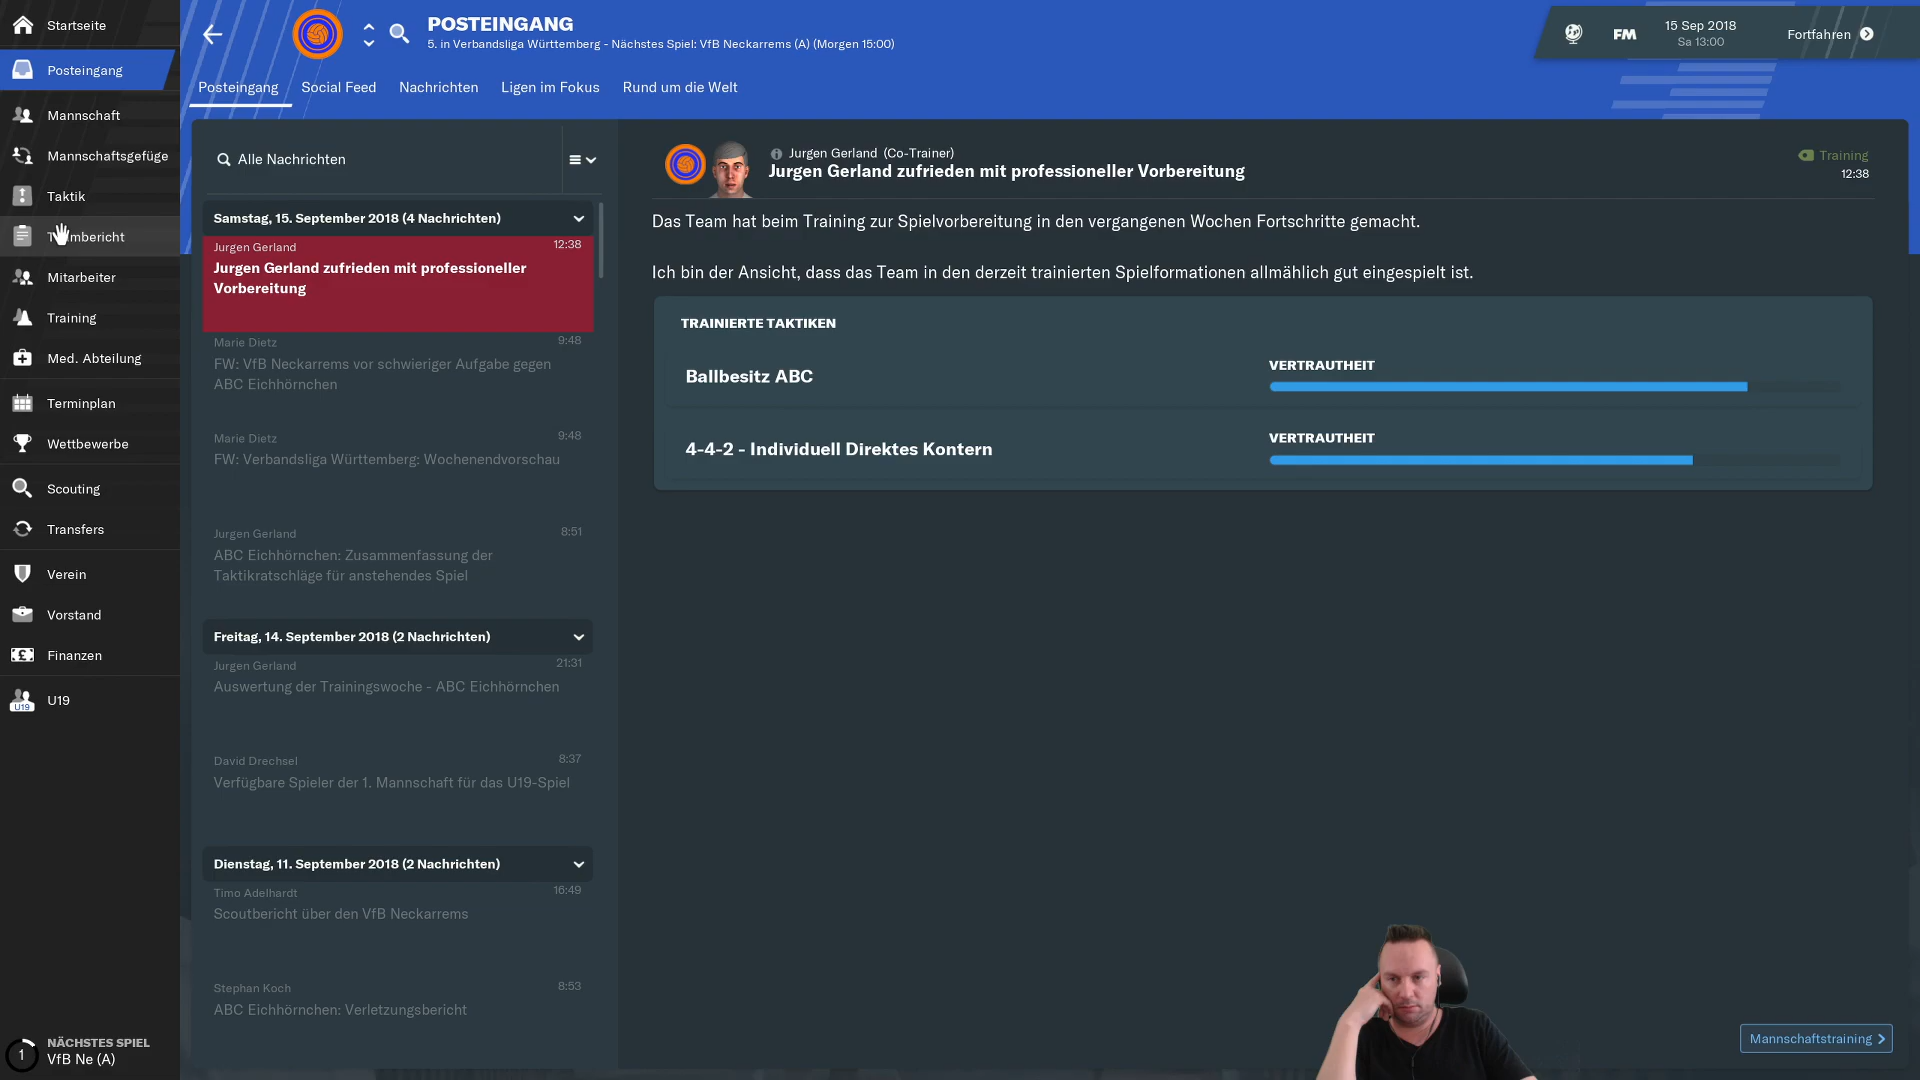 Startseite
Posteingang
Mannschaft
Mannschaftsgefüge
Taktik
Mitarbeiter
Training
Med. Abteilung
Terminplan
Wettbewerbe
Scouting
Transfers
Verein
Vorstand
Finanzen
U19
U19
1
NÄCHSTES SPIEL
VfB Ne (A)
POSTEINGANG
5. in Verbandsliga Württemberg - Nächstes Spiel: VfB Neckarrems (A) (Morgen 15:00)
FM
15 Sep 2018
Sa 13:00
Fortfahren
Posteingang
Social Feed
Nachrichten
Ligen im Fokus
Rund um die Welt
Alle Nachrichten
Samstag, 15. September 2018 (4 Nachrichten)
Jurgen Gerland 12:38
Jurgen Gerland zufrieden mit professioneller
Vorbereitung
Marie Dietz 9:48
FW: VfB Neckarrems vor schwieriger Aufgabe gegen
ABC Eichhörnchen
Marie Dietz 9:48
FW: Verbandsliga Württemberg: Wochenendvorschau
Jurgen Gerland 8:51
ABC Eichhörnchen: Zusammenfassung der
Taktikratschläge für anstehendes Spiel
Freitag, 14. September 2018 (2 Nachrichten)
Jurgen Gerland 21:31
Auswertung der Trainingswoche - ABC Eichhörnchen
David Drechsel 8:37
Verfügbare Spieler der 1. Mannschaft für das U19-Spiel
Dienstag, 11. September 2018 (2 Nachrichten)
Timo Adelhardt 16:49
Scoutbericht über den VfB Neckarrems
Stephan Koch 8:53
ABC Eichhörnchen: Verletzungsbericht
Jurgen Gerland (Co-Trainer)
Jurgen Gerland zufrieden mit professioneller Vorbereitung
Training
12:38
Das Team hat beim Training zur Spielvorbereitung in den vergangenen Wochen Fortschritte gemacht.
Ich bin der Ansicht, dass das Team in den derzeit trainierten Spielformationen allmählich gut eingespielt ist.
TRAINIERTE TAKTIKEN
Ballbesitz ABC
VERTRAUTHEIT
4-4-2 - Individuell Direktes Kontern
VERTRAUTHEIT
Mannschaftstraining